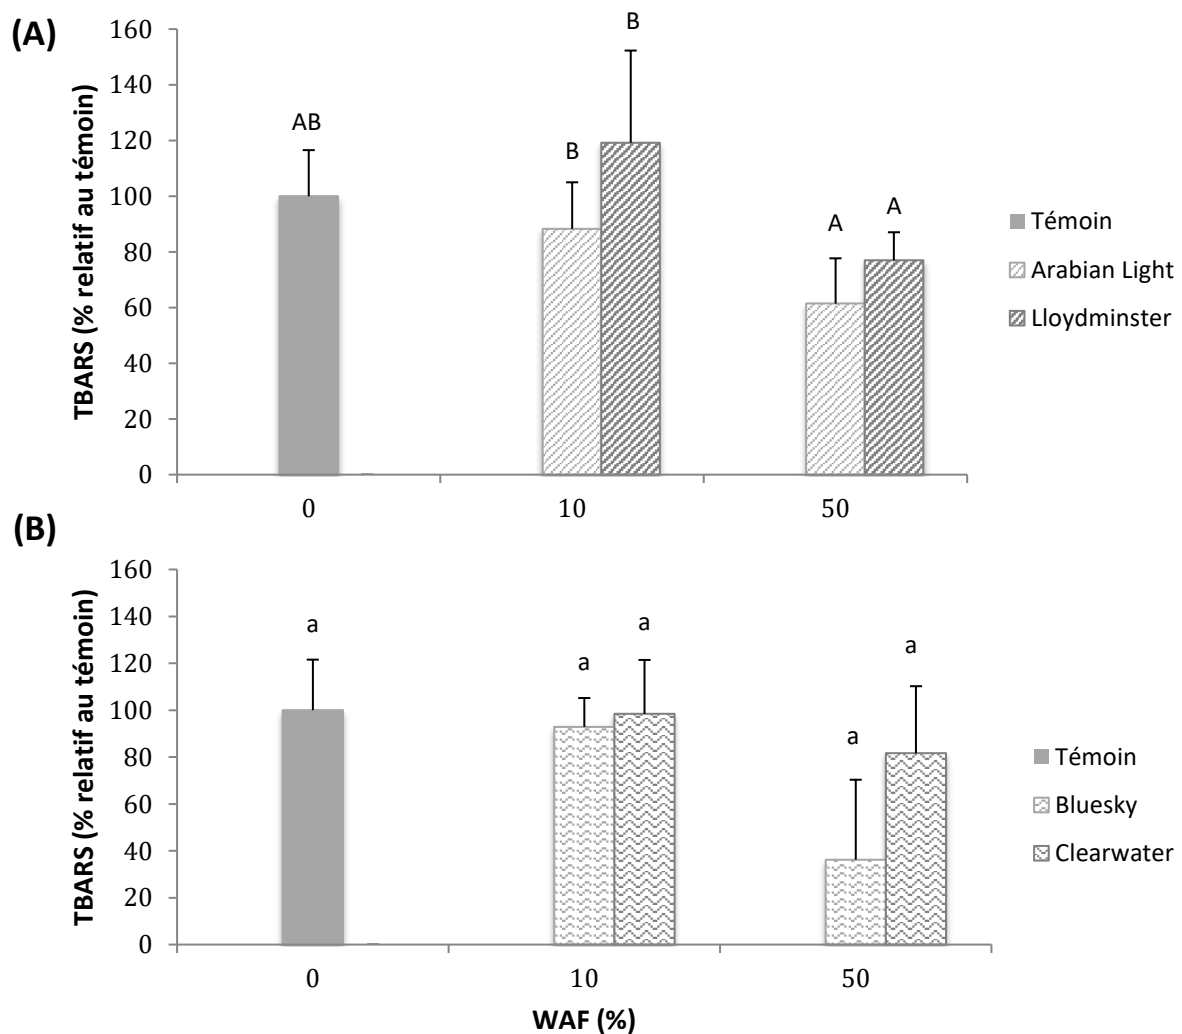 (A)
TBARS (% relatif au témoin)
160
140
120
100
80
60
40
20
0
AB
B
B
A
A
0
10
50
Témoin
Arabian Light
Lloydminster
(B)
TBARS (% relatif au témoin)
160
140
120
100
80
60
40
20
0
a
a
a
a
a
0
10
50
WAF (%)
Témoin
Bluesky
Clearwater